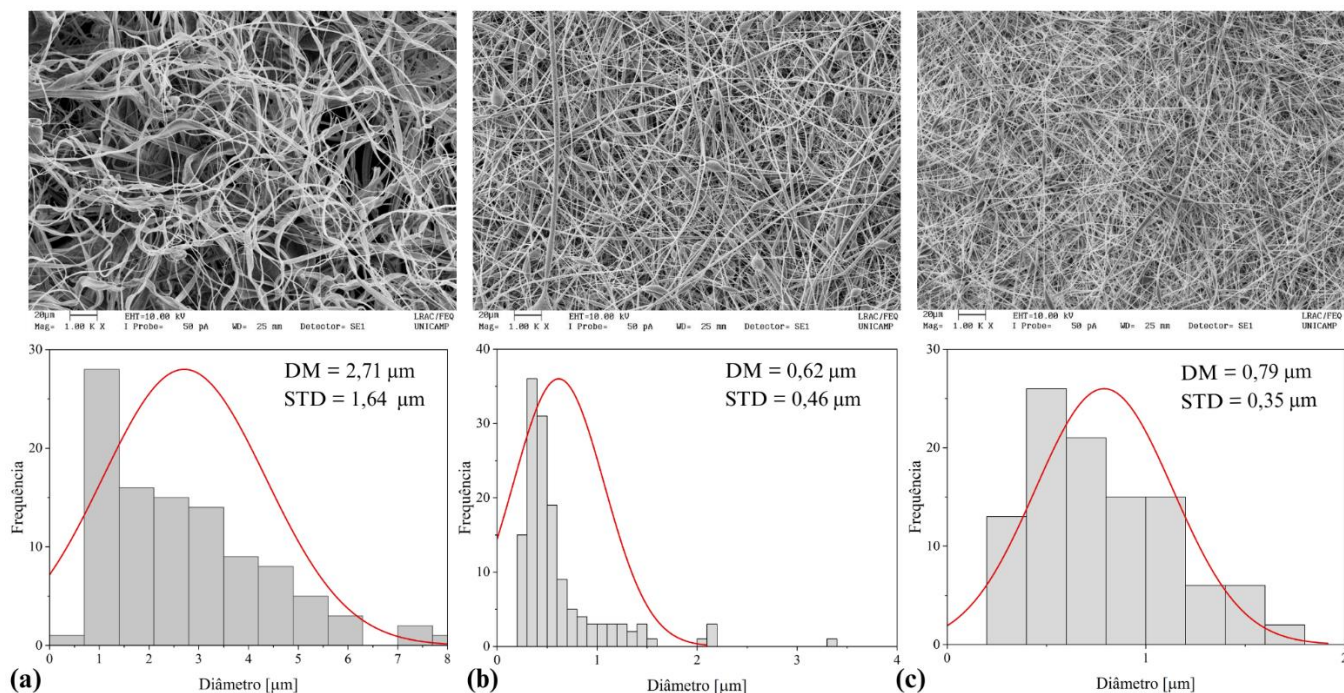 20µm EHT=10.00 kV LRAC/FEQ
Mag= 1.00 K X I Probe= 50 pA WD= 25 mm Detector= SE1 UNICAMP
20µm EHT=10.00 kV LRAC/FEQ
Mag= 1.00 K X I Probe= 50 pA WD= 25 mm Detector= SE1 UNICAMP
20µm EHT=10.00 kV LRAC/FEQ
Mag= 1.00 K X I Probe= 50 pA WD= 25 mm Detector= SE1 UNICAMP
DM = 2,71 µm
STD = 1,64 µm
Frequência
30
20
10
0
0 1 2 3 4 5 6 7 8
Diâmetro [µm]
(a)
DM = 0,62 µm
STD = 0,46 µm
Frequência
40
30
20
10
0
0 1 2 3 4
Diâmetro [µm]
(b)
DM = 0,79 µm
STD = 0,35 µm
Frequência
30
20
10
0
0 1 2
Diâmetro [µm]
(c)